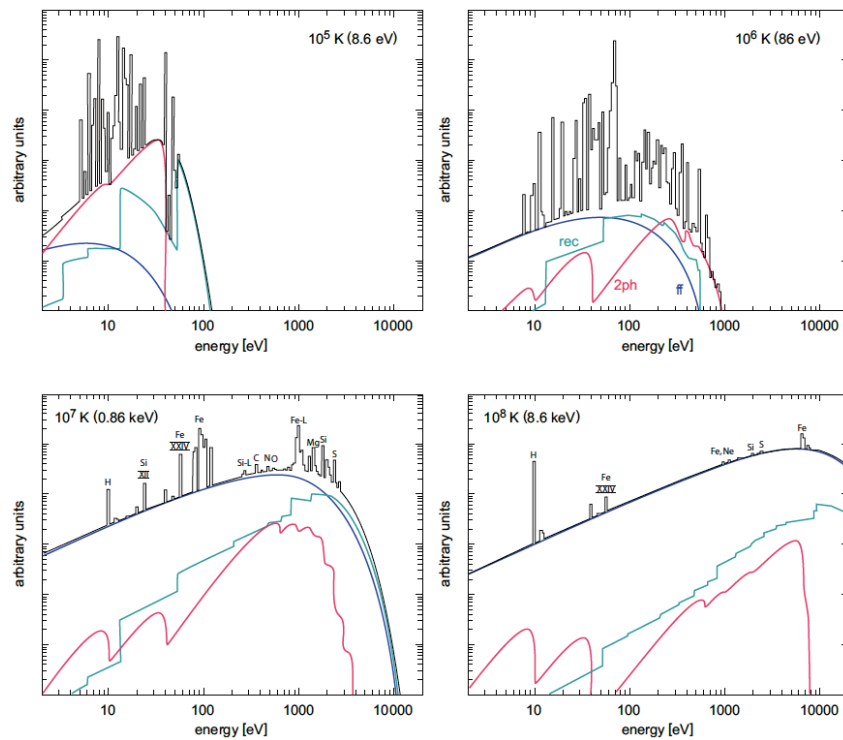 10⁵ K (8.6 eV)
arbitrary units
10 100 1000 10000
energy [eV]
10⁶ K (86 eV)
arbitrary units
rec
2ph
ff
10 100 1000 10000
energy [eV]
10⁷ K (0.86 keV)
arbitrary units
H
Si
XII
Fe
XXIV
Fe
Si-L
C
N
O
Fe-L
Mg
Si
S
10 100 1000 10000
energy [eV]
10⁸ K (8.6 keV)
arbitrary units
H
Fe
XXIV
Fe,Ne
Si
S
Fe
10 100 1000 10000
energy [eV]